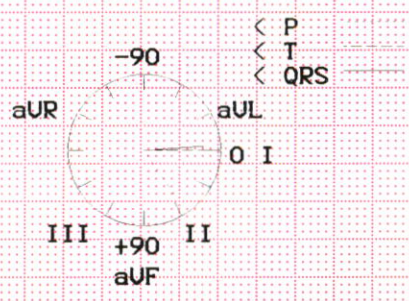 < P
< T
-90
< QRS
aVR
aVL
0 I
III
+90
II
aVF